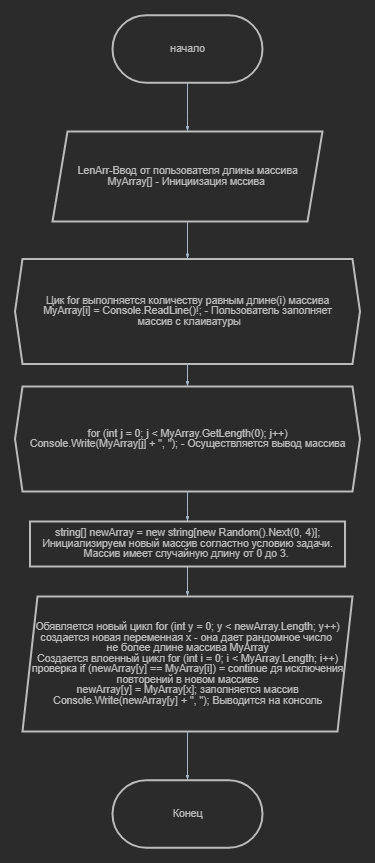 начало
LenArr-Ввод от пользователя длины массива
MyArray[] - Инициизация мссива
Цик for выполняется количеству равным длине(i) массива
MyArray[i] = Console.ReadLine()!; - Пользователь заполняет
массив с клаиватуры
for (int j = 0; j < MyArray.GetLength(0); j++)
Console.Write(MyArray[j] + ", "); - Осуществляется вывод массива
string[] newArray = new string[new Random().Next(0, 4)];
Инициализируем новый массив согластно условию задачи.
Массив имеет случайную длину от 0 до 3.
Обявляется новый цикл for (int y = 0; y < newArray.Length; y++)
создается новая переменная x - она дает рандомное число
не более длине массива MyArray
Создается влоенный цикл for (int i = 0; i < MyArray.Length; i++)
проверка if (newArray[y] == MyArray[i]) = continue дя исключения
повторений в новом массиве
newArray[y] = MyArray[x]; заполняется массив
Console.Write(newArray[y] + ", "); Выводится на консоль
Конец